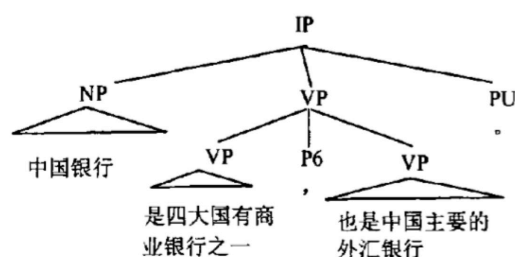 IP
NP VP PU
中国银行 。
VP P6 VP
，
是四大国有商 也是中国主要的
业银行之一 外汇银行